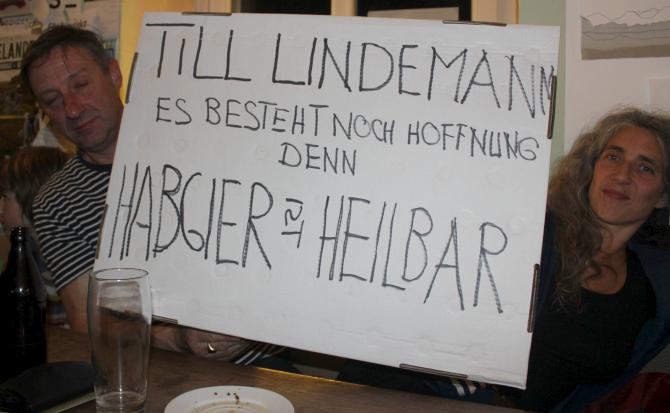 TILL LINDEMANN
ES BESTEHT NOCH HOFFNUNG
DENN
HABGIER IST HEILBAR